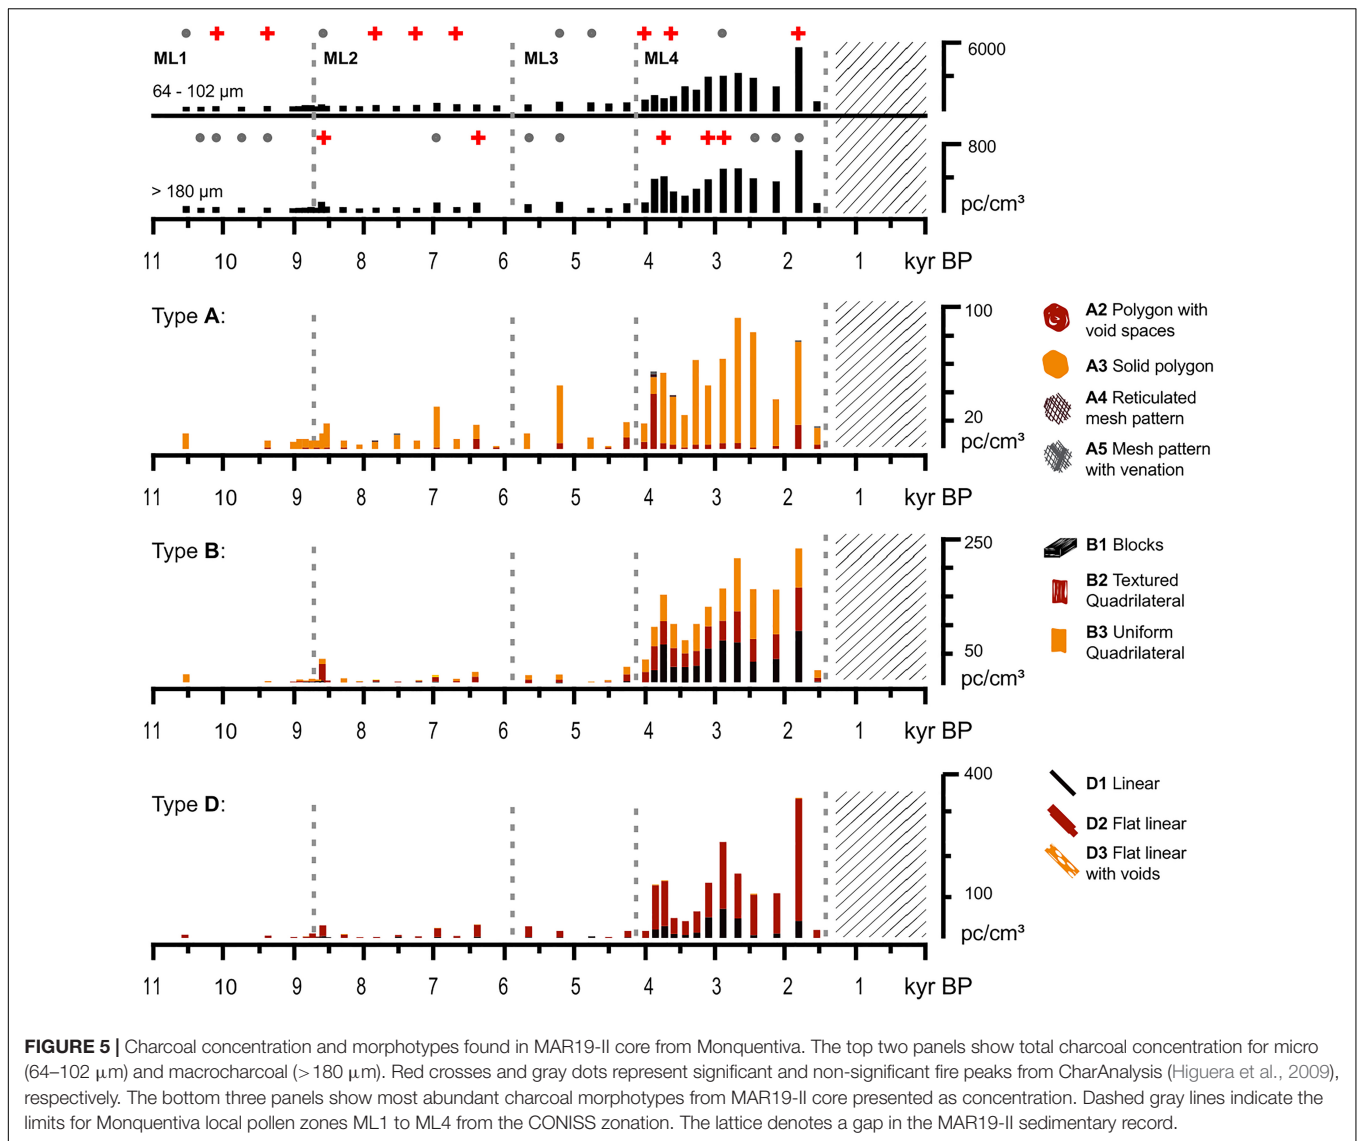 ML1 ML2 ML3 ML4
6000
64 - 102 µm
800
> 180 µm
pc/cm³
11 10 9 8 7 6 5 4 3 2 1 kyr BP
Type A:
100
20
pc/cm³
A2 Polygon with
void spaces
A3 Solid polygon
A4 Reticulated
mesh pattern
A5 Mesh pattern
with venation
11 10 9 8 7 6 5 4 3 2 1 kyr BP
Type B:
250
50
pc/cm³
B1 Blocks
B2 Textured
Quadrilateral
B3 Uniform
Quadrilateral
11 10 9 8 7 6 5 4 3 2 1 kyr BP
Type D:
400
100
pc/cm³
D1 Linear
D2 Flat linear
D3 Flat linear
with voids
11 10 9 8 7 6 5 4 3 2 1 kyr BP
FIGURE 5 | Charcoal concentration and morphotypes found in MAR19-II core from Monquentiva. The top two panels show total charcoal concentration for micro
(64–102 µm) and macrocharcoal (>180 µm). Red crosses and gray dots represent significant and non-significant fire peaks from CharAnalysis (Higuera et al., 2009),
respectively. The bottom three panels show most abundant charcoal morphotypes from MAR19-II core presented as concentration. Dashed gray lines indicate the
limits for Monquentiva local pollen zones ML1 to ML4 from the CONISS zonation. The lattice denotes a gap in the MAR19-II sedimentary record.